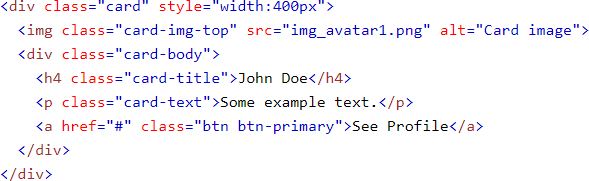 <div class="card" style="width:400px">
  <img class="card-img-top" src="img_avatar1.png" alt="Card image">
  <div class="card-body">
    <h4 class="card-title">John Doe</h4>
    <p class="card-text">Some example text.</p>
    <a href="#" class="btn btn-primary">See Profile</a>
  </div>
</div>